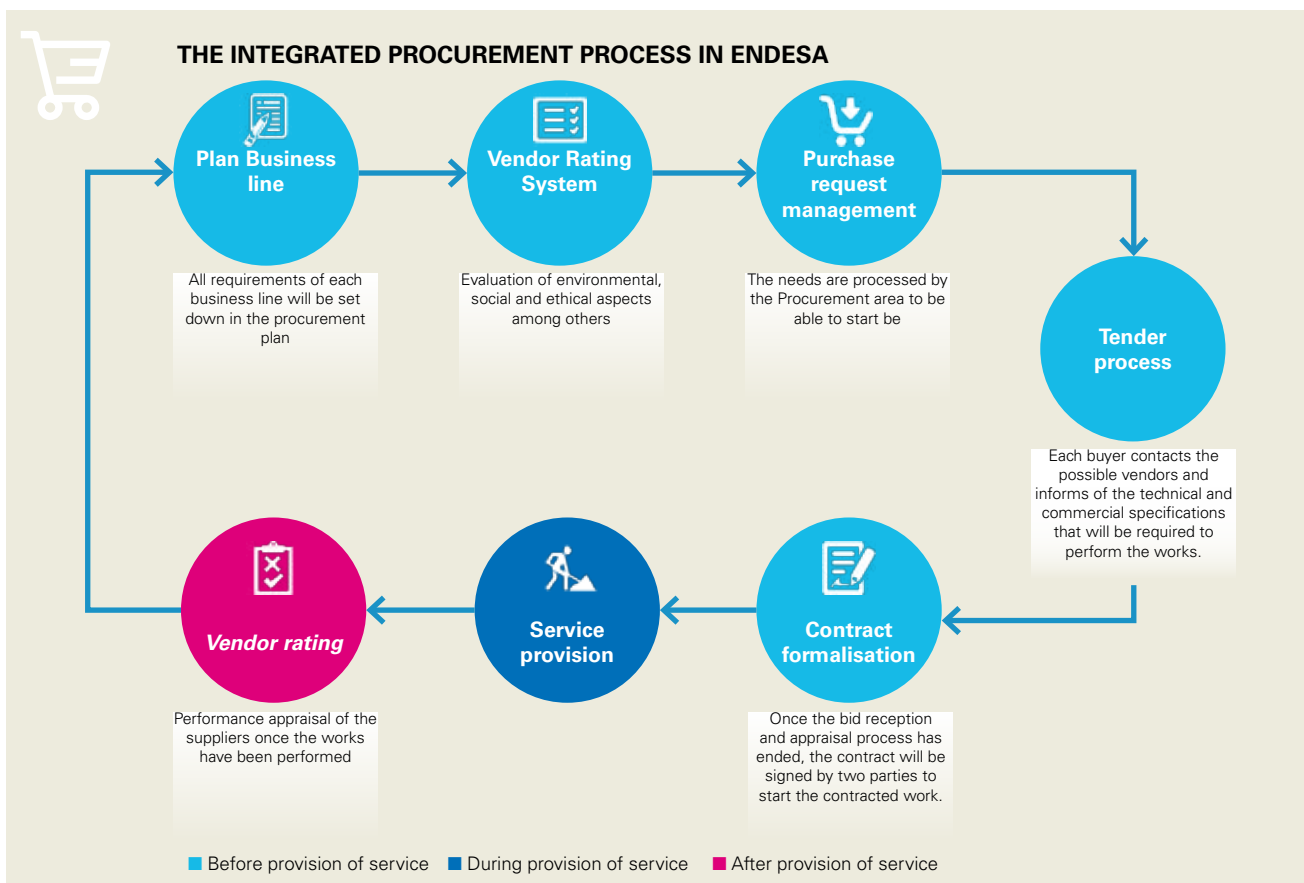 THE INTEGRATED PROCUREMENT PROCESS IN ENDESA
Plan Business
line
All requirements of each
business line will be set
down in the procurement
plan
Vendor Rating
System
Evaluation of environmental,
social and ethical aspects
among others
Purchase
request
management
The needs are processed by
the Procurement area to be
able to start be
Tender
process
Each buyer contacts the
possible vendors and
informs of the technical and
commercial specifications
that will be required to
perform the works.
Contract
formalisation
Once the bid reception
and appraisal process has
ended, the contract will be
signed by two parties to
start the contracted work.
Service
provision
Vendor rating
Performance appraisal of the
suppliers once the works
have been performed
Before provision of service
During provision of service
After provision of service